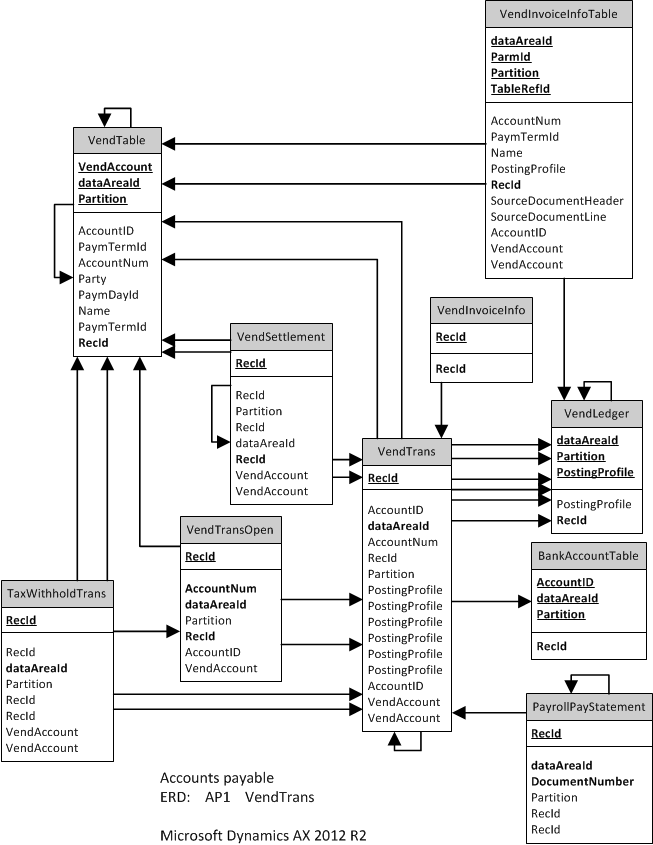 VendInvoiceInfoTable
dataAreaId
ParmId
Partition
TableRefId
AccountNum
PaymTermId
Name
PostingProfile
RecId
SourceDocumentHeader
SourceDocumentLine
AccountID
VendAccount
VendAccount
VendTable
VendAccount
dataAreaId
Partition
AccountID
PaymTermId
AccountNum
Party
PaymDayId
Name
PaymTermId
RecId
VendInvoiceInfo
RecId
RecId
VendSettlement
RecId
RecId
Partition
RecId
dataAreaId
RecId
VendAccount
VendAccount
VendLedger
dataAreaId
Partition
PostingProfile
PostingProfile
RecId
VendTrans
RecId
AccountID
dataAreaId
AccountNum
RecId
Partition
PostingProfile
PostingProfile
PostingProfile
PostingProfile
PostingProfile
PostingProfile
AccountID
VendAccount
VendAccount
VendTransOpen
RecId
AccountNum
dataAreaId
Partition
RecId
AccountID
VendAccount
BankAccountTable
AccountID
dataAreaId
Partition
RecId
TaxWithholdTrans
RecId
RecId
dataAreaId
Partition
RecId
RecId
VendAccount
VendAccount
PayrollPayStatement
RecId
dataAreaId
DocumentNumber
Partition
RecId
RecId
Accounts payable
ERD: AP1 VendTrans
Microsoft Dynamics AX 2012 R2